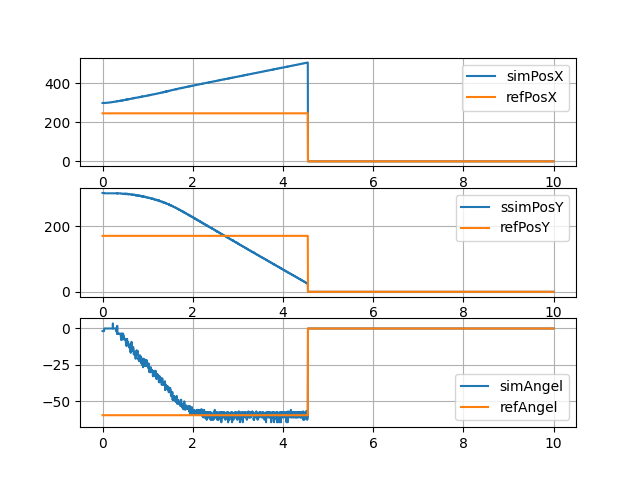 400
200
0
simPosX
refPosX
0 2 4 6 8 10
200
0
ssimPosY
refPosY
0 2 4 6 8 10
0
−25
−50
simAngel
refAngel
0 2 4 6 8 10